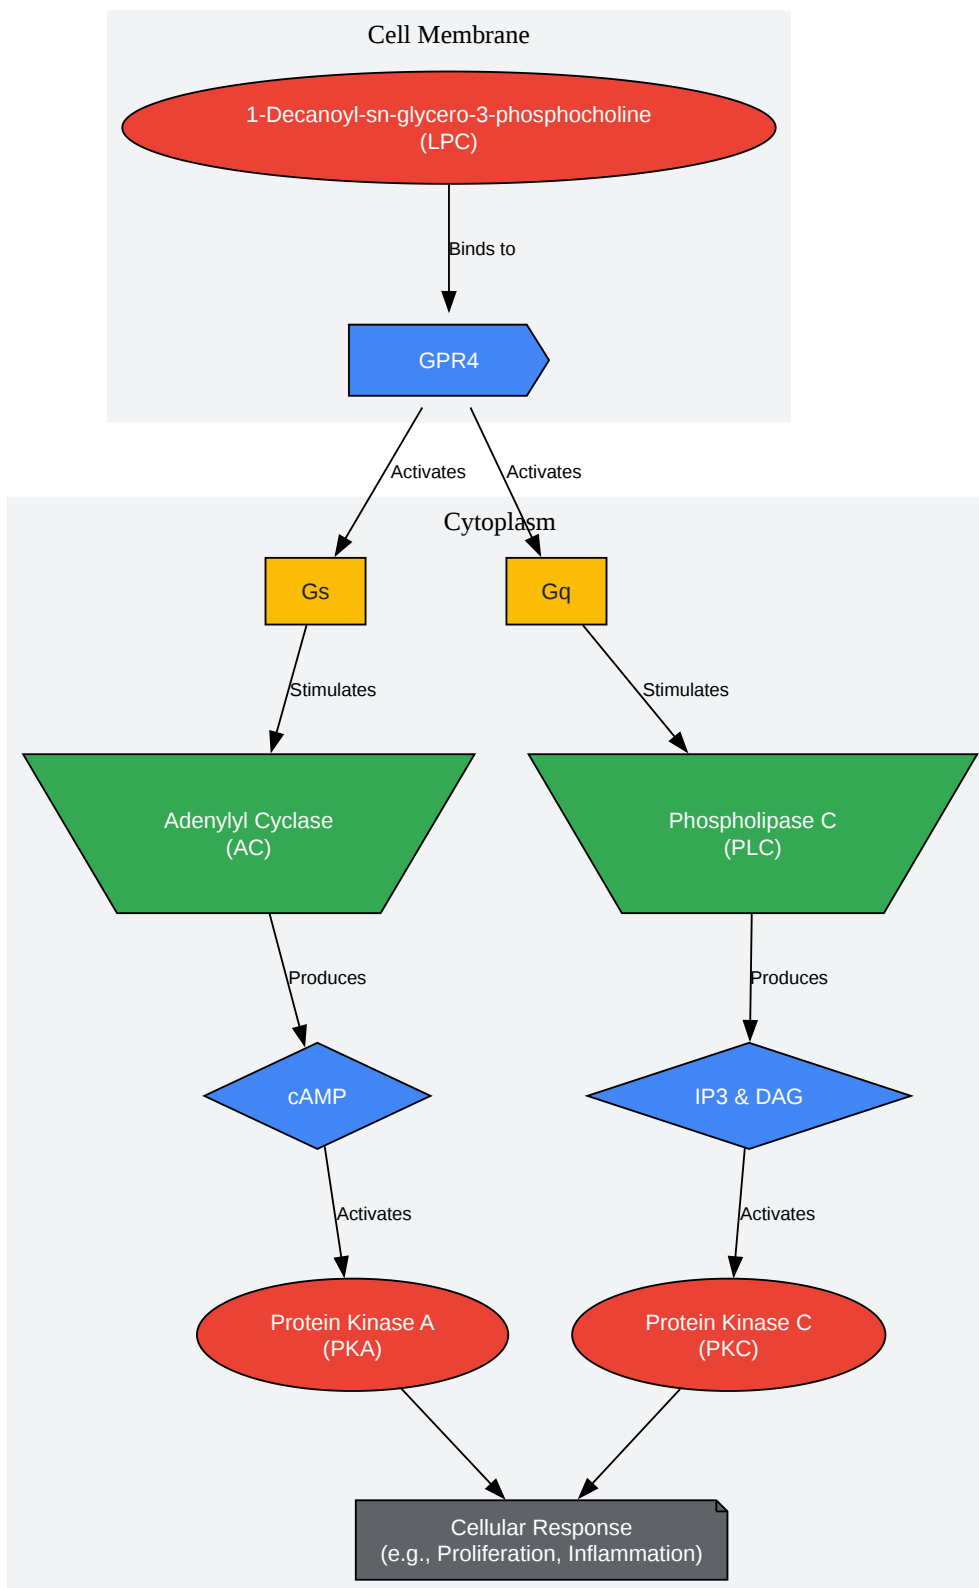 Cell Membrane
1-Decanoyl-sn-glycero-3-phosphocholine
(LPC)
Binds to
GPR4
Activates
Activates
Cytoplasm
Gs
Gq
Stimulates
Stimulates
Adenylyl Cyclase
(AC)
Phospholipase C
(PLC)
Produces
Produces
cAMP
IP3 & DAG
Activates
Activates
Protein Kinase A
(PKA)
Protein Kinase C
(PKC)
Cellular Response
(e.g., Proliferation, Inflammation)